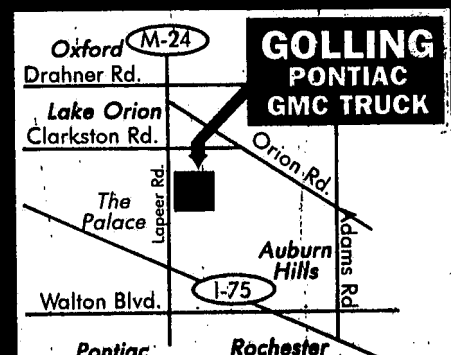 GOLLING
PONTIAC
GMC TRUCK
Oxford
M-24
Drahner Rd.
Lake Orion
Clarkston Rd.
Orion Rd.
Lapeer Rd.
The
Palace
Adams Rd
Auburn
Hills
I-75
Walton Blvd.
Pontiac
Rochester